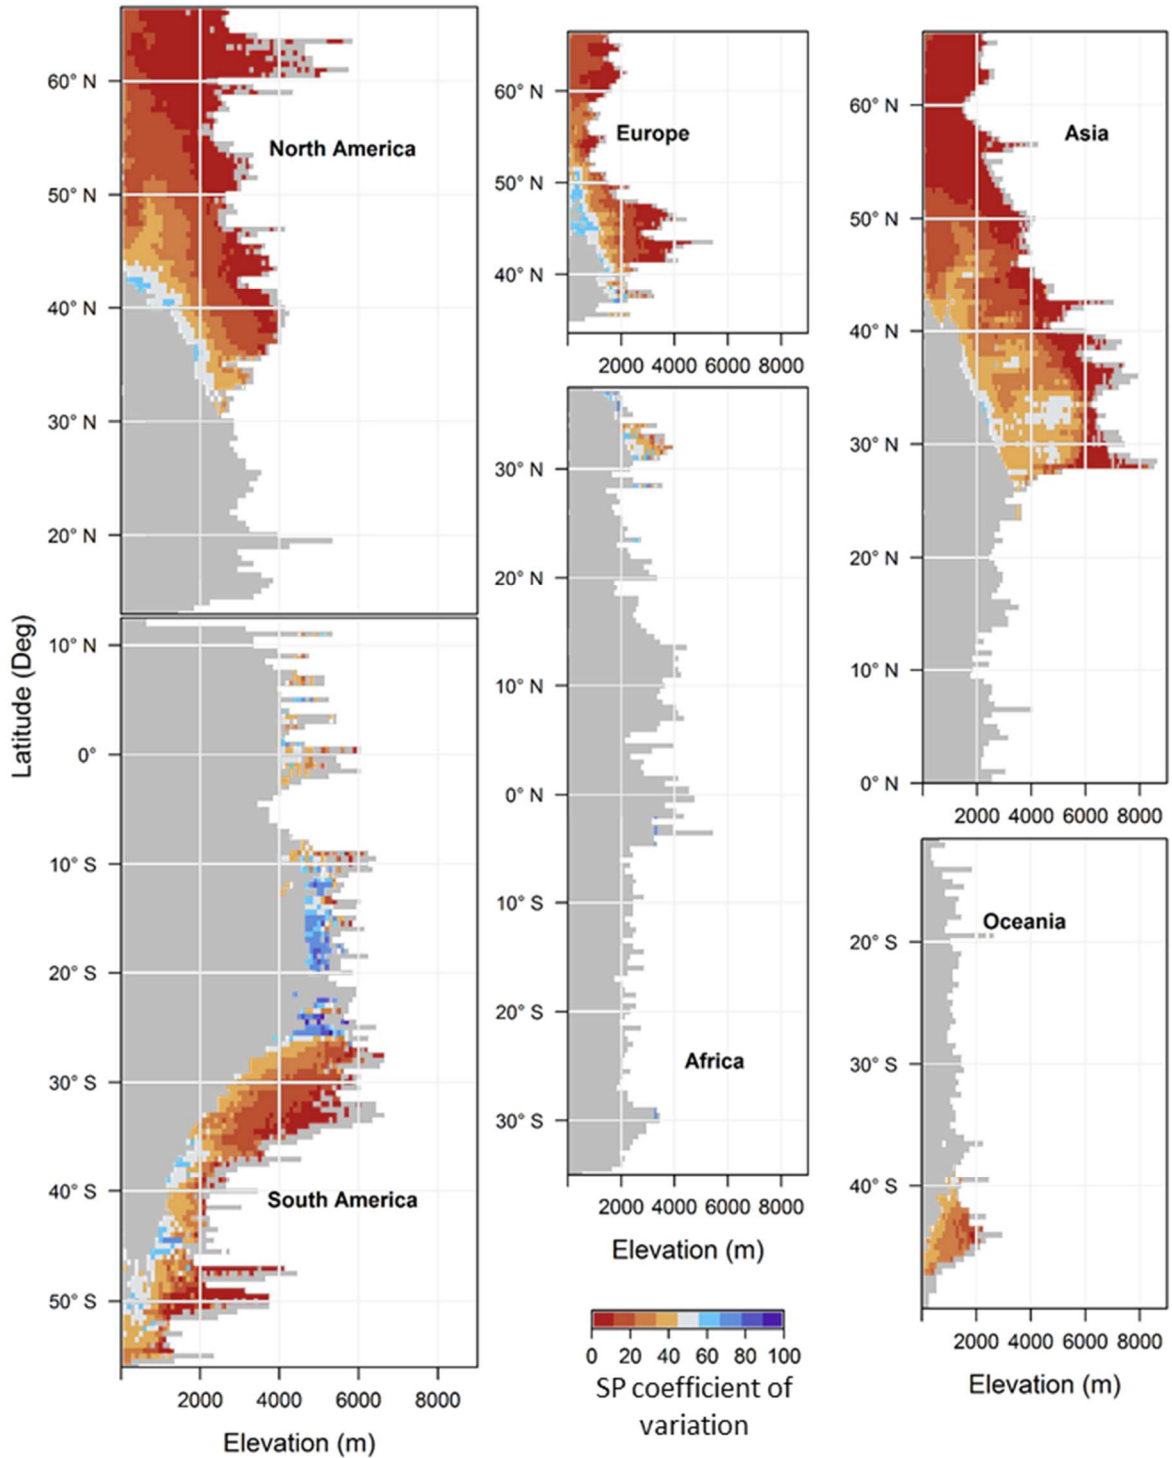 60° N
50° N
40° N
30° N
20° N
North America
10° N
0°
10° S
20° S
30° S
40° S
50° S
South America
2000 4000 6000 8000
Elevation (m)
Latitude (Deg)
60° N
50° N
40° N
Europe
2000 4000 6000 8000
30° N
20° N
10° N
0° N
10° S
20° S
30° S
Africa
2000 4000 6000 8000
Elevation (m)
0 20 40 60 80 100
SP coefficient of
variation
60° N
50° N
40° N
30° N
20° N
10° N
0° N
Asia
2000 4000 6000 8000
20° S
30° S
40° S
Oceania
2000 4000 6000 8000
Elevation (m)